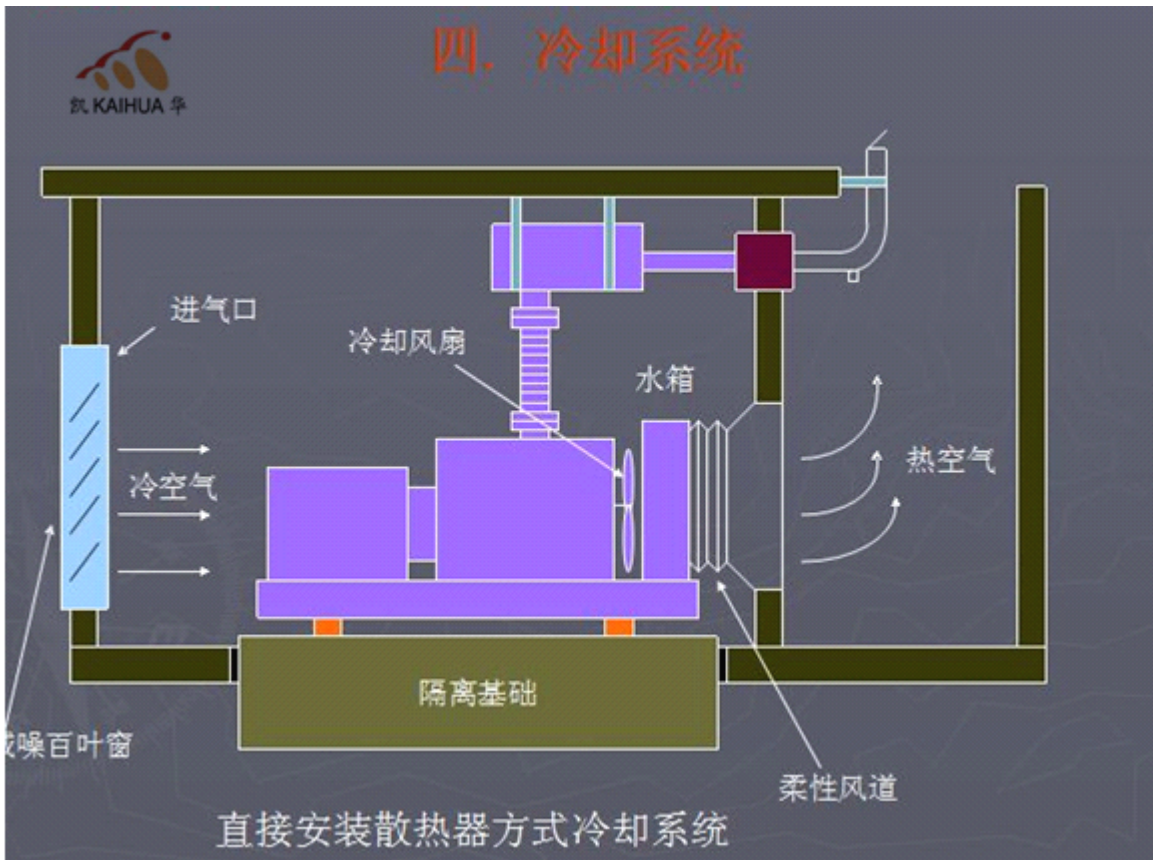 四. 冷却系统
凯 KAIHUA 华
进气口
冷却风扇
水箱
冷空气
热空气
隔离基础
噪百叶窗
柔性风道
直接安装散热器方式冷却系统